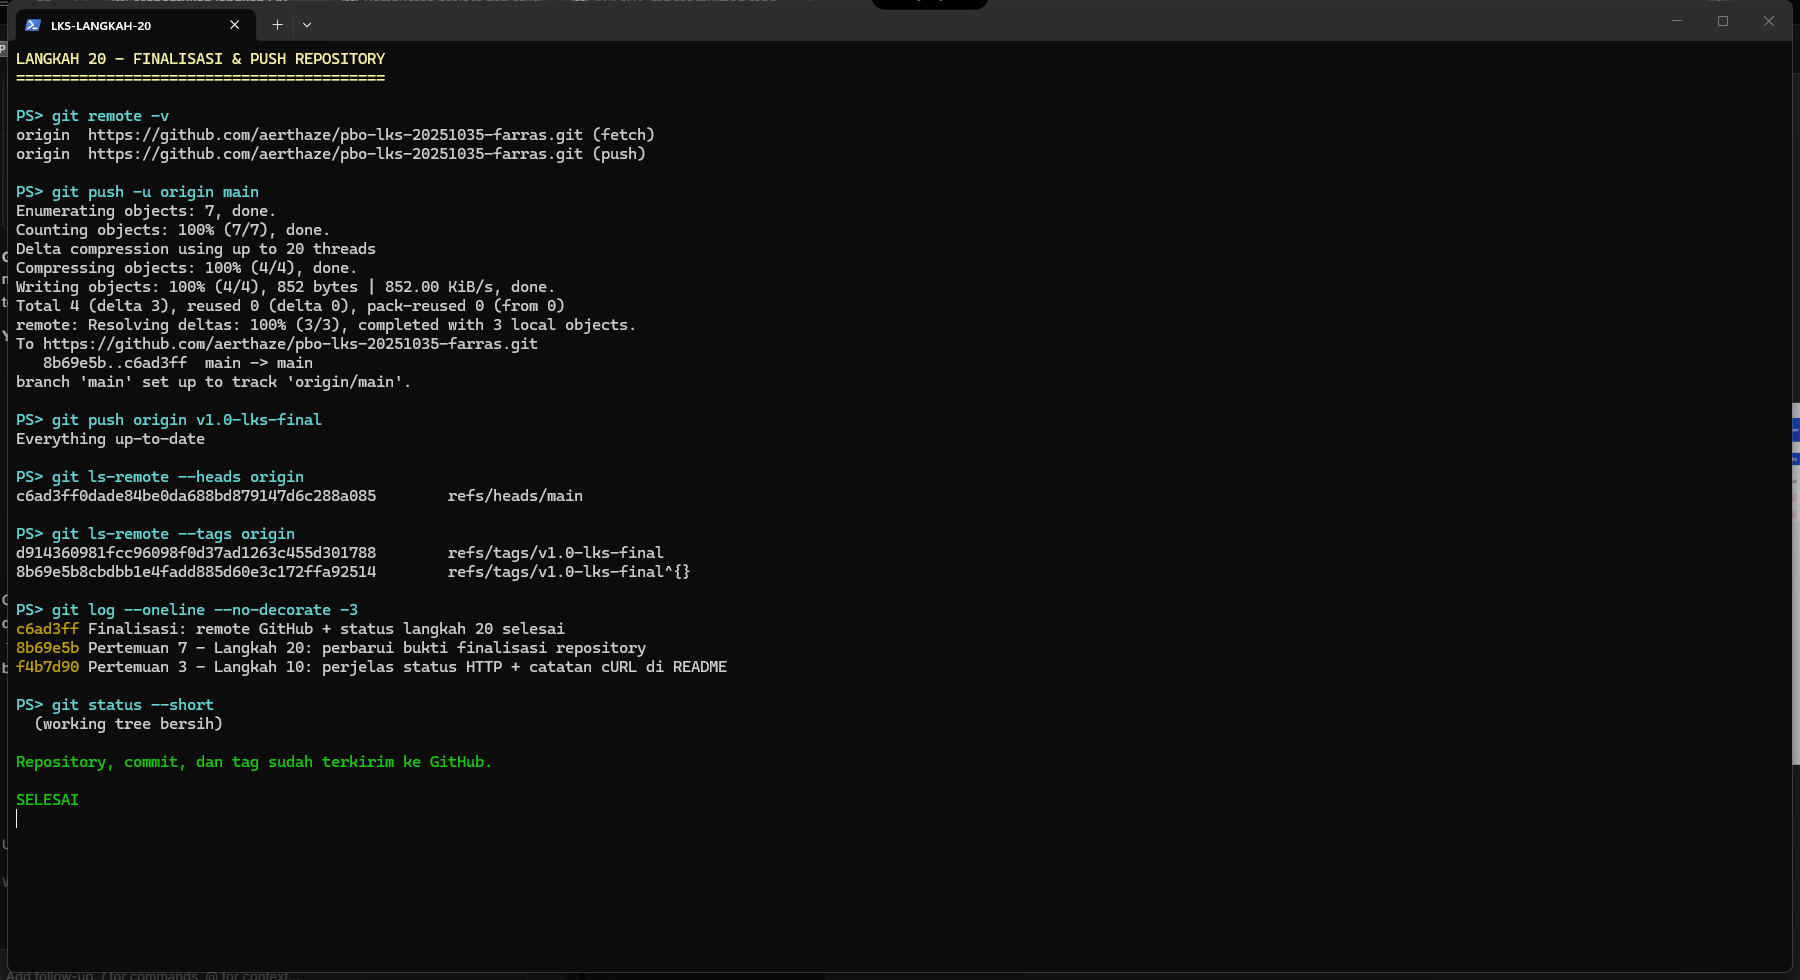 LKS-LANGKAH-20
LANGKAH 20 - FINALISASI & PUSH REPOSITORY
=========================================
PS> git remote -v
origin  https://github.com/aerthaze/pbo-lks-20251035-farras.git (fetch)
origin  https://github.com/aerthaze/pbo-lks-20251035-farras.git (push)
PS> git push -u origin main
Enumerating objects: 7, done.
Counting objects: 100% (7/7), done.
Delta compression using up to 20 threads
Compressing objects: 100% (4/4), done.
Writing objects: 100% (4/4), 852 bytes | 852.00 KiB/s, done.
Total 4 (delta 3), reused 0 (delta 0), pack-reused 0 (from 0)
remote: Resolving deltas: 100% (3/3), completed with 3 local objects.
To https://github.com/aerthaze/pbo-lks-20251035-farras.git
   8b69e5b..c6ad3ff  main -> main
branch 'main' set up to track 'origin/main'.
PS> git push origin v1.0-lks-final
Everything up-to-date
PS> git ls-remote --heads origin
c6ad3ff0dade84be0da688bd879147d6c288a085        refs/heads/main
PS> git ls-remote --tags origin
d914360981fcc96098f0d37ad1263c455d301788        refs/tags/v1.0-lks-final
8b69e5b8cbdbb1e4fadd885d60e3c172ffa92514        refs/tags/v1.0-lks-final^{}
PS> git log --oneline --no-decorate -3
c6ad3ff Finalisasi: remote GitHub + status langkah 20 selesai
8b69e5b Pertemuan 7 - Langkah 20: perbarui bukti finalisasi repository
f4b7d90 Pertemuan 3 - Langkah 10: perjelas status HTTP + catatan cURL di README
PS> git status --short
  (working tree bersih)
Repository, commit, dan tag sudah terkirim ke GitHub.
SELESAI
Add follow-up, / for commands, @ for context...